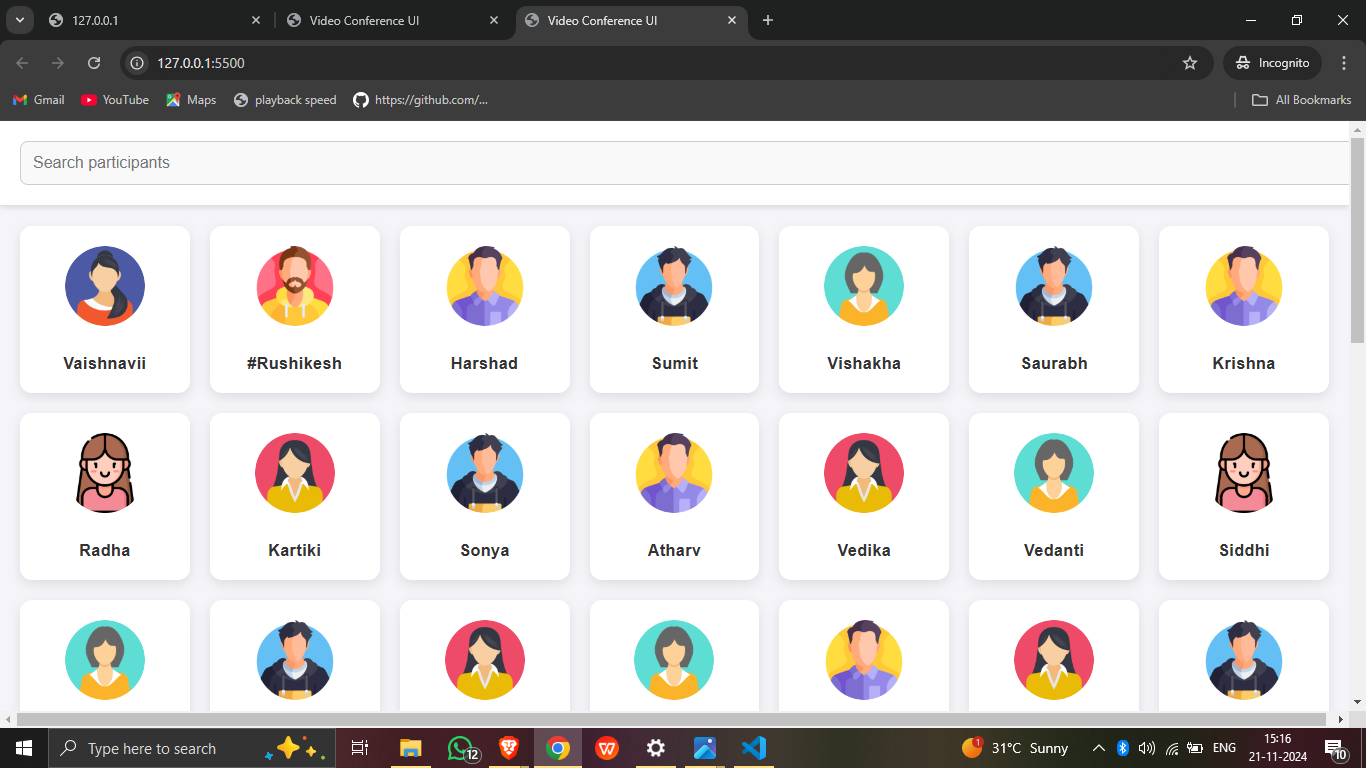 127.0.0.1
Video Conference UI
Video Conference UI
127.0.0.1:5500
Incognito
Gmail
YouTube
Maps
playback speed
https://github.com/...
All Bookmarks
Search participants
Vaishnavii
#Rushikesh
Harshad
Sumit
Vishakha
Saurabh
Krishna
Radha
Kartiki
Sonya
Atharv
Vedika
Vedanti
Siddhi
Type here to search
12
1
31°C Sunny
ENG
15:16
21-11-2024
10